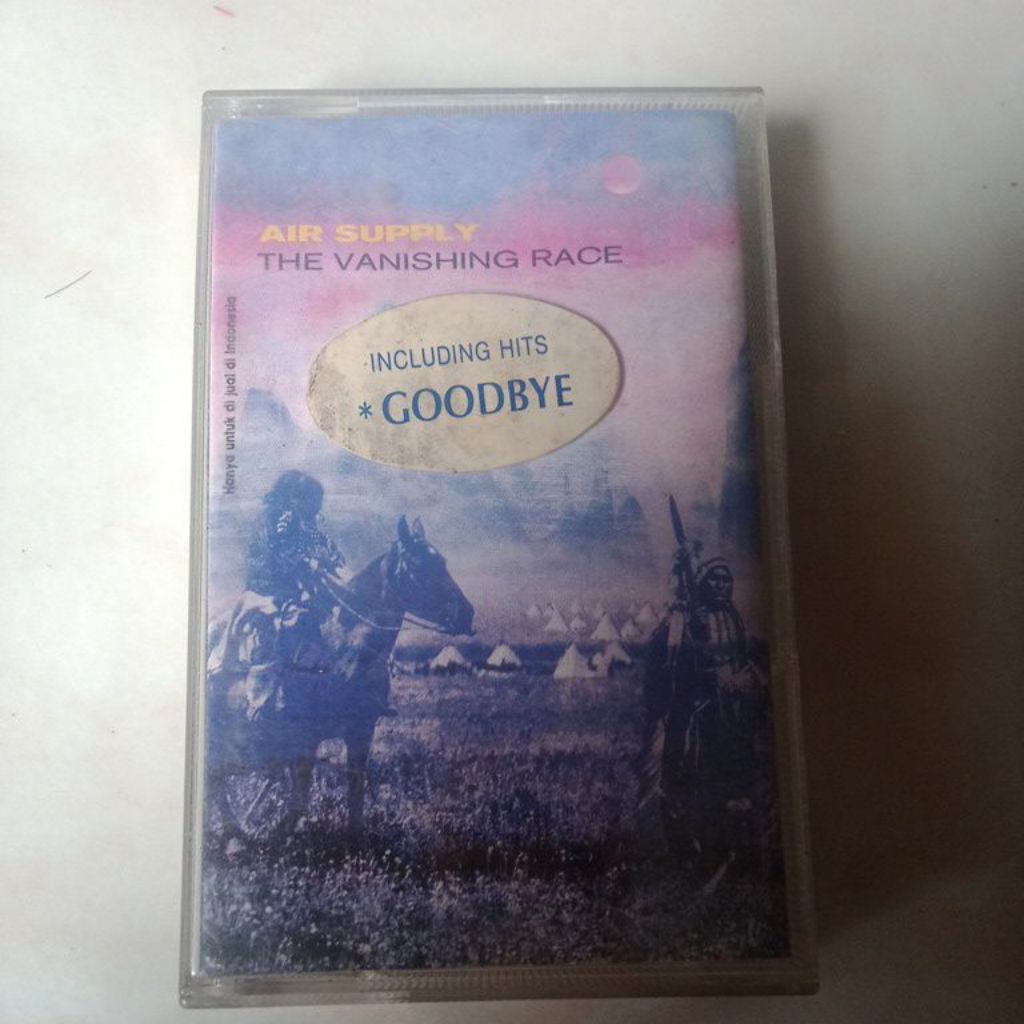 AIR SUPPLY
THE VANISHING RACE
INCLUDING HITS
* GOODBYE
Hanya untuk di jual di Indonesia